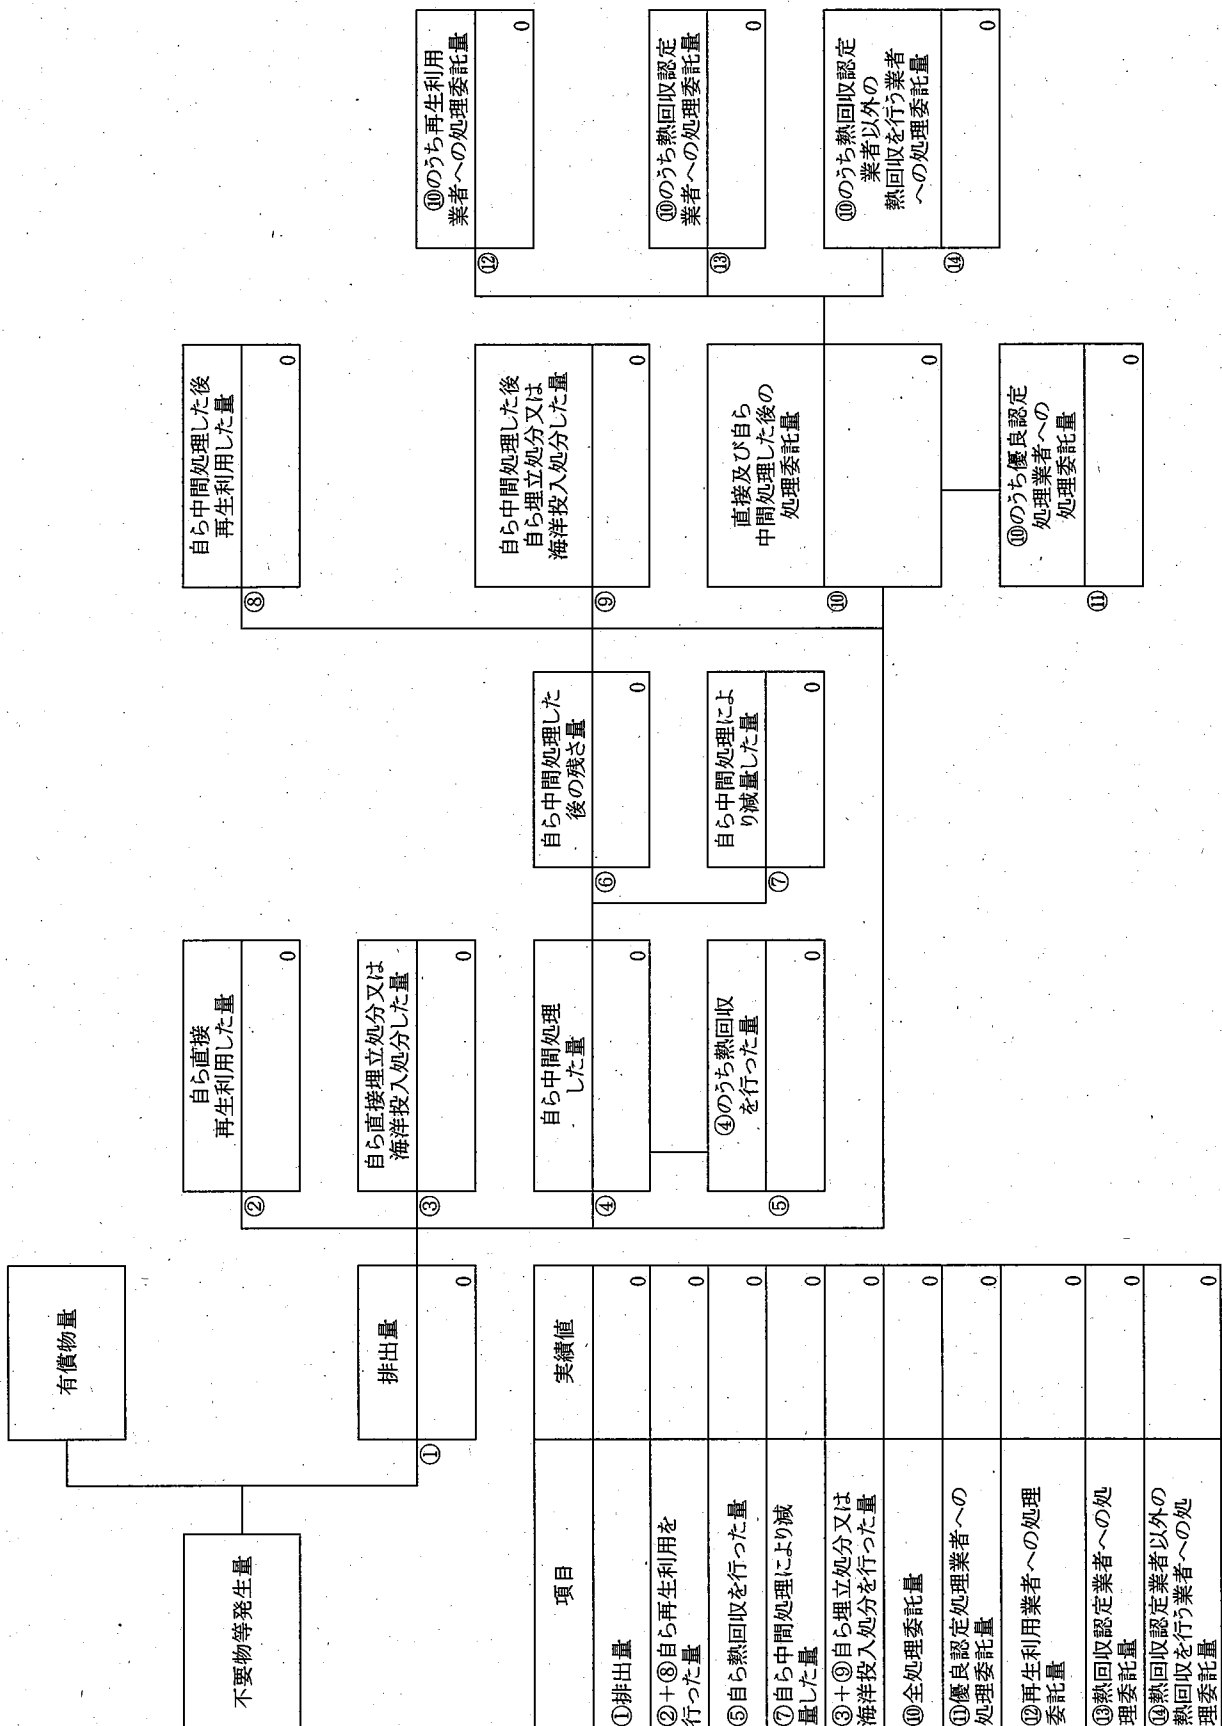 不要物等発生量
有償物量
①
排出量
0
②
自ら直接
再生利用した量
0
③
自ら直接埋立処分又は
海洋投入処分した量
0
④
自ら中間処理
した量
0
⑤
④のうち熱回収
を行った量
0
⑥
自ら中間処理した
後の残さ量
0
⑦
自ら中間処理によ
り減量した量
0
⑧
自ら中間処理した後
再生利用した量
0
⑨
自ら中間処理した後
自ら埋立処分又は
海洋投入処分した量
0
⑩
直接及び自ら
中間処理した後の
処理委託量
0
⑪
⑩のうち優良認定
処理業者への
処理委託量
0
⑫
⑩のうち再生利用
業者への処理委託量
0
⑬
⑩のうち熱回収認定
業者への処理委託量
0
⑭
⑩のうち熱回収認定
業者以外の
熱回収を行う業者
への処理委託量
0
項目 実績値
①排出量 0
②+⑧自ら再生利用を
行った量 0
⑤自ら熱回収を行った量 0
⑦自ら中間処理により減
量した量 0
③+⑨自ら埋立処分又は
海洋投入処分を行った量 0
⑩全処理委託量 0
⑪優良認定処理業者への
処理委託量 0
⑫再生利用業者への処理
委託量 0
⑬熱回収認定業者への処
理委託量 0
⑭熱回収認定業者以外の
熱回収を行う業者への処
理委託量 0